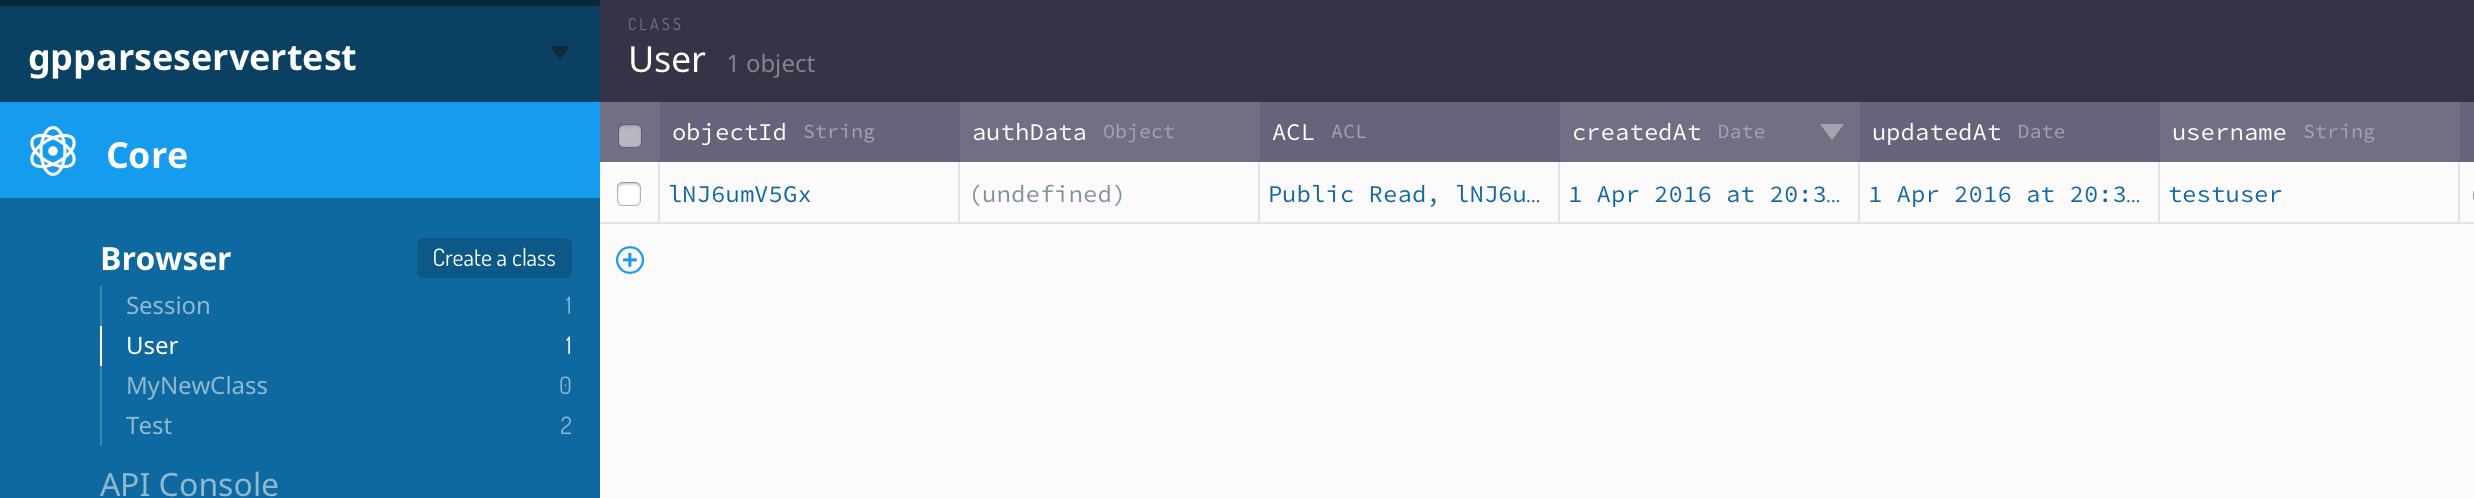 gpparseservertest
Core
Browser
Create a class
Session 1
User 1
MyNewClass 0
Test 2
API Console
CLASS
User 1 object
objectId String authData Object ACL ACL createdAt Date updatedAt Date username String
lNJ6umV5Gx (undefined) Public Read, lNJ6u… 1 Apr 2016 at 20:3… 1 Apr 2016 at 20:3… testuser